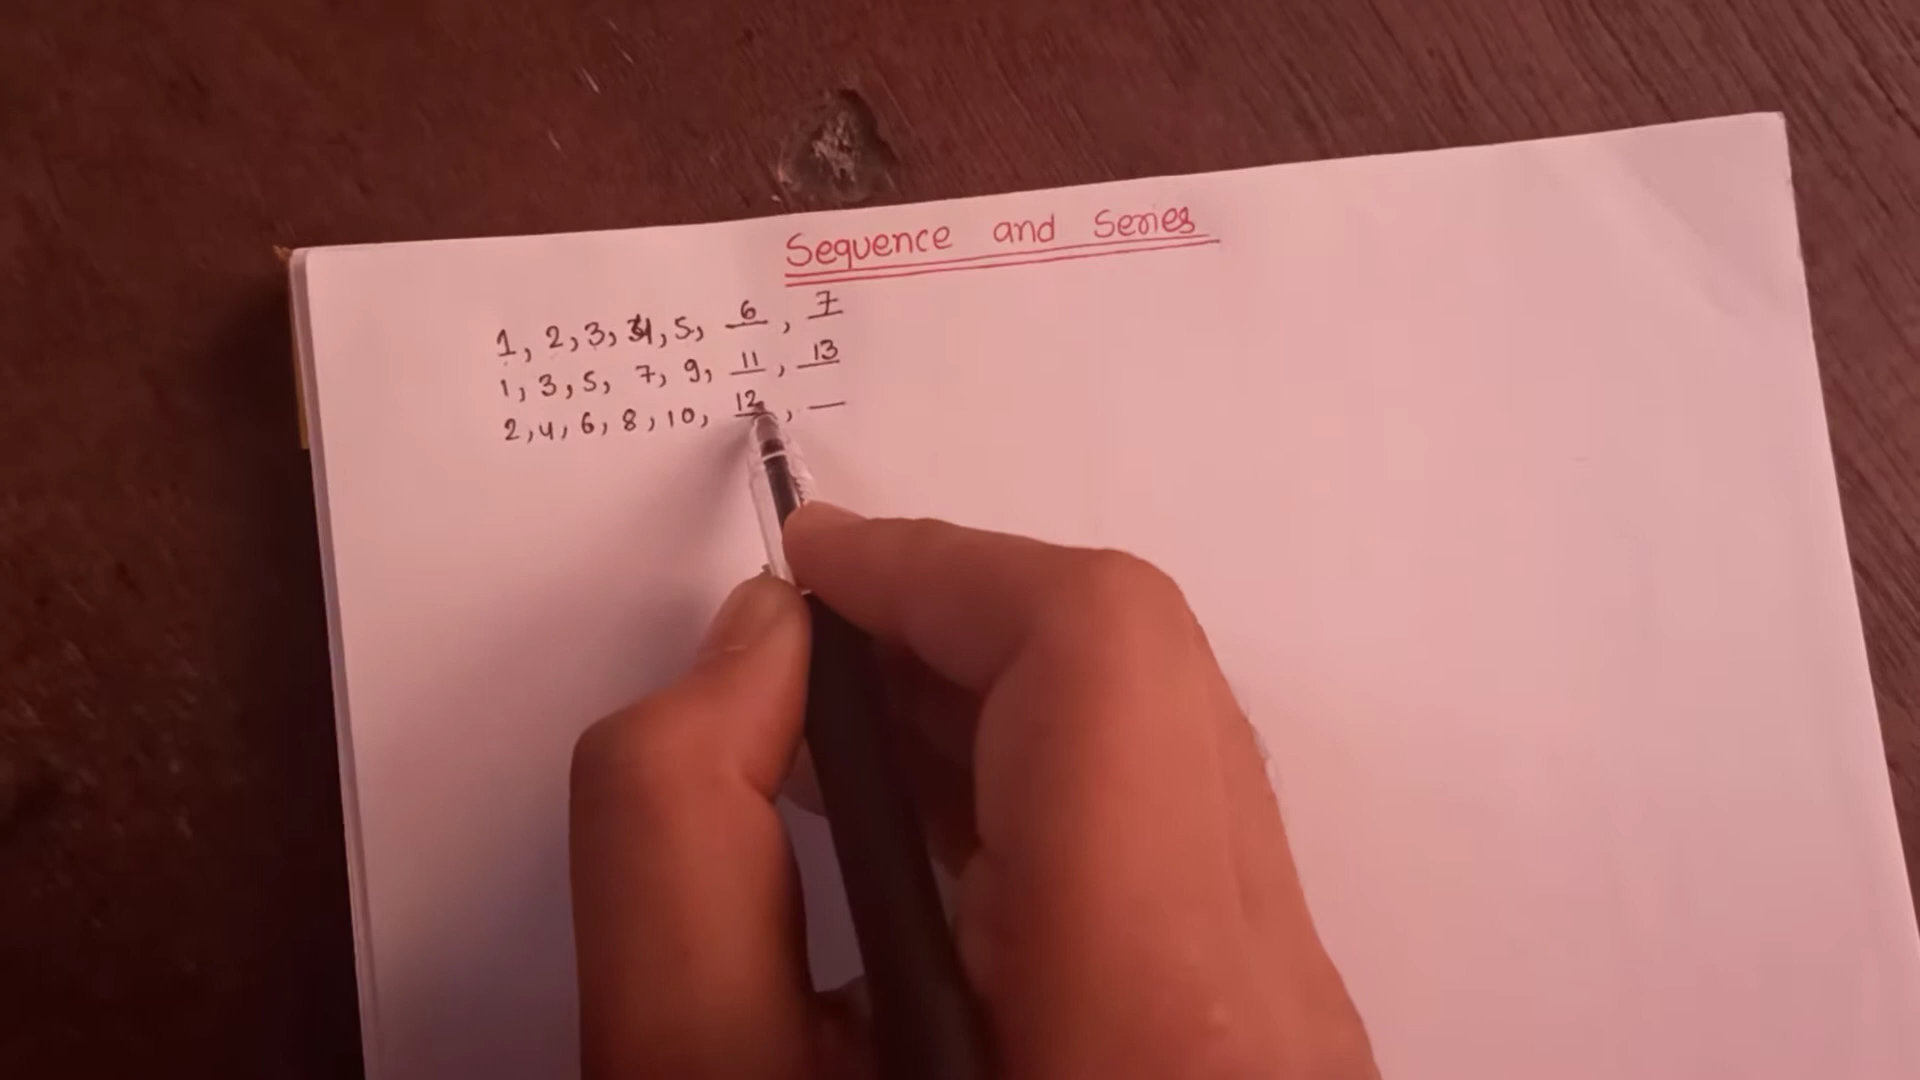 Sequence and Series
1, 2, 3, 4, 5, 6, 7
1, 3, 5, 7, 9, 11, 13
2, 4, 6, 8, 10, 12, __